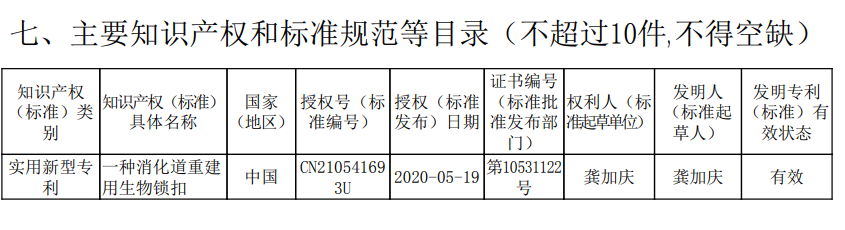 七、主要知识产权和标准规范等目录（不超过10件,不得空缺）
知识产权（标准）类别
知识产权（标准）具体名称
国家（地区）
授权号（标准编号）
授权（标准发布）日期
证书编号（标准批准发布部门）
权利人（标准起草单位）
发明人（标准起草人）
发明专利（标准）有效状态
实用新型专利
一种消化道重建用生物锁扣
中国
CN210541693U
2020-05-19
第10531122号
龚加庆
龚加庆
有效